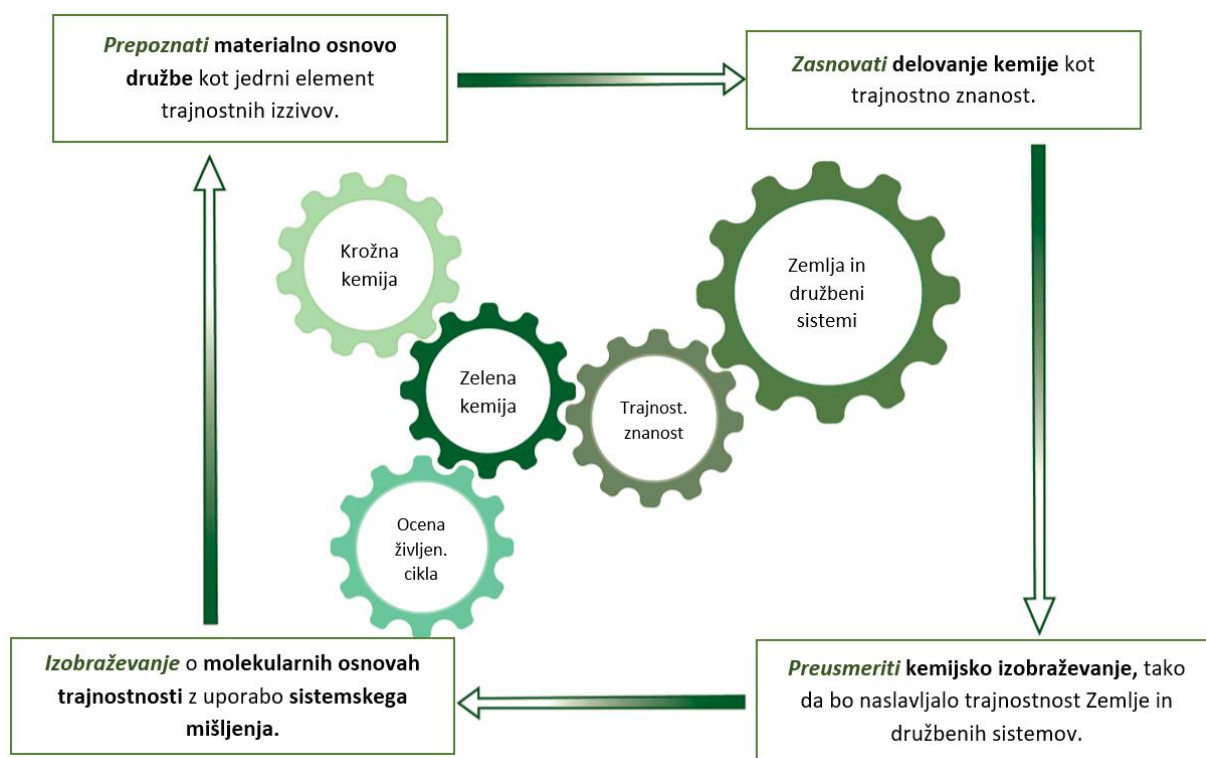 Prepoznati materialno osnovo
družbe kot jedrni element
trajnostnih izzivov.
Zasnovati delovanje kemije kot
trajnostno znanost.
Krožna
kemija
Zemlja in
družbeni
sistemi
Zelena
kemija
Trajnost.
znanost
Ocena
življen.
cikla
Izobraževanje o molekularnih osnovah
trajnostnosti z uporabo sistemskega
mišljenja.
Preusmeriti kemijsko izobraževanje, tako
da bo naslavljalo trajnostnost Zemlje in
družbenih sistemov.